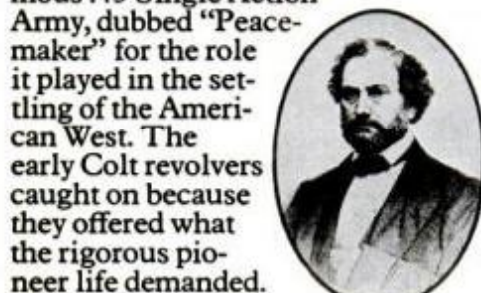 Army, dubbed “Peace-
maker” for the role
it played in the set-
tling of the Ameri-
can West. The
early Colt revolvers
caught on because
they offered what
the rigorous pio-
neer life demanded.